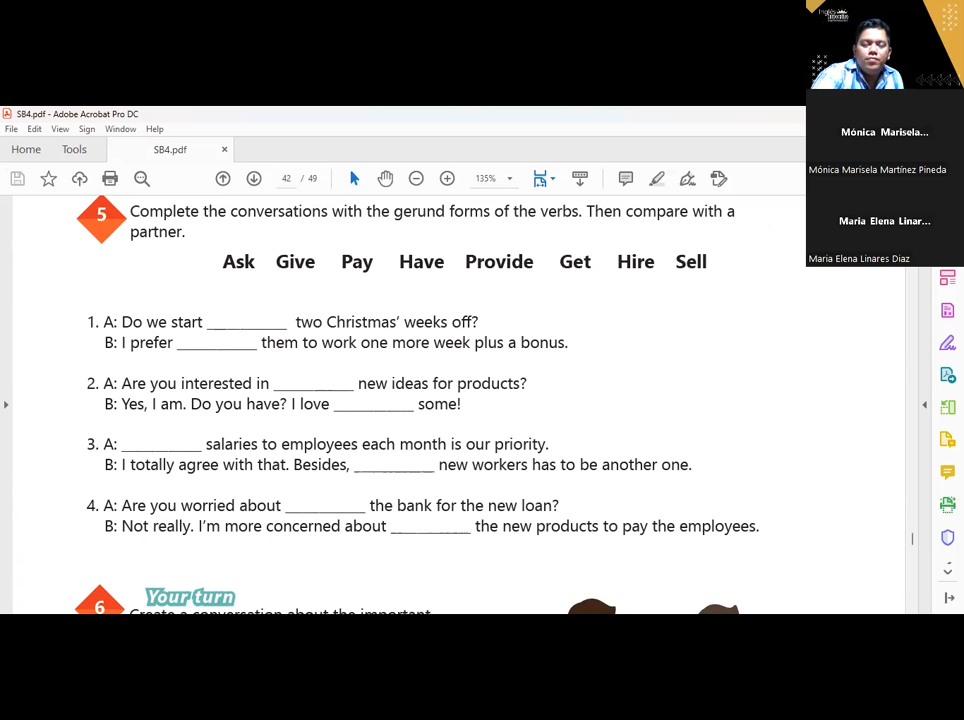 Inglés
Corporativo
SB4.pdf - Adobe Acrobat Pro DC
File Edit View Sign Window Help
Home Tools SB4.pdf ×
42 / 49 135%
Mónica Marisela...
Mónica Marisela Martínez Pineda
Maria Elena Linar...
Maria Elena Linares Diaz
5 Complete the conversations with the gerund forms of the verbs. Then compare with a
partner.
Ask Give Pay Have Provide Get Hire Sell
1. A: Do we start __________ two Christmas’ weeks off?
B: I prefer __________ them to work one more week plus a bonus.
2. A: Are you interested in __________ new ideas for products?
B: Yes, I am. Do you have? I love __________ some!
3. A: __________ salaries to employees each month is our priority.
B: I totally agree with that. Besides, __________ new workers has to be another one.
4. A: Are you worried about __________ the bank for the new loan?
B: Not really. I’m more concerned about __________ the new products to pay the employees.
6 Your turn
Create a conversation about the important